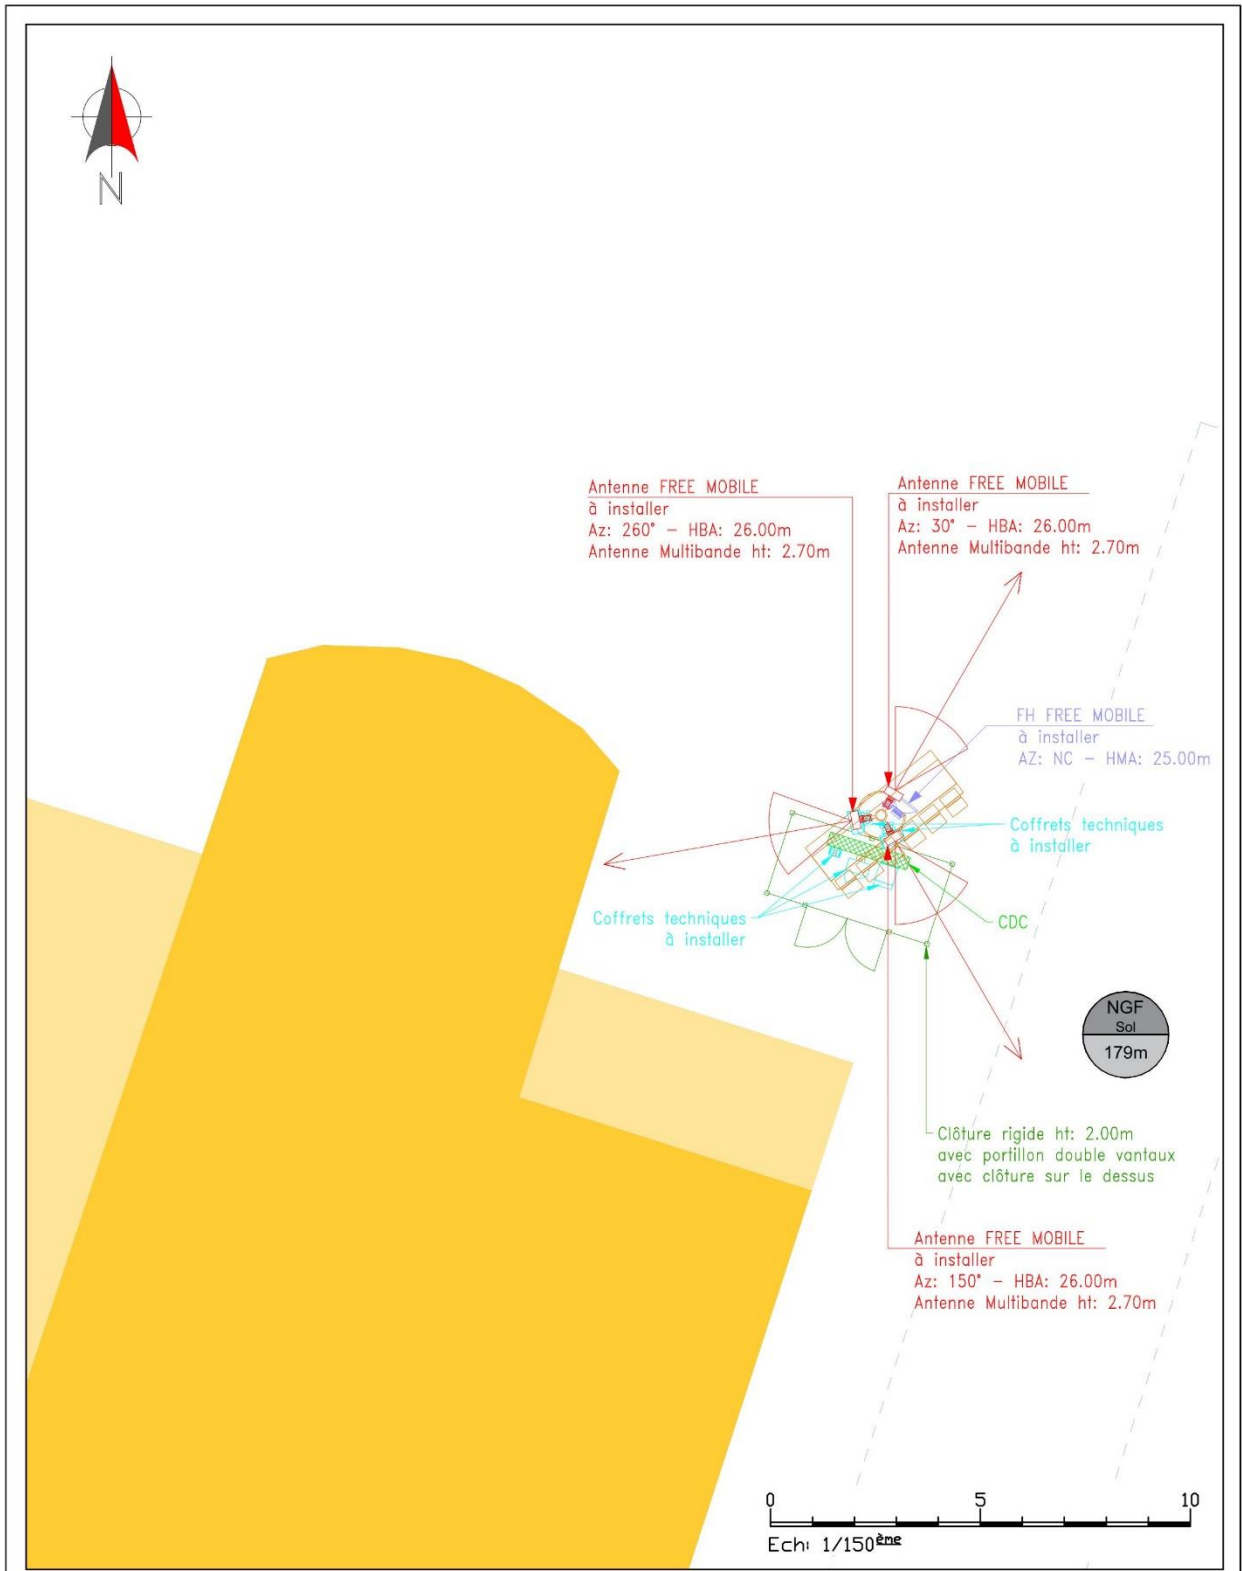 N
Antenne FREE MOBILE
à installer
Az: 260° - HBA: 26.00m
Antenne Multibande ht: 2.70m
Antenne FREE MOBILE
à installer
Az: 30° - HBA: 26.00m
Antenne Multibande ht: 2.70m
FH FREE MOBILE
à installer
AZ: NC - HMA: 25.00m
Coffrets techniques
à installer
Coffrets techniques
à installer
CDC
NGF
Sol
179m
Clôture rigide ht: 2.00m
avec portillon double vantaux
avec clôture sur le dessus
Antenne FREE MOBILE
à installer
Az: 150° - HBA: 26.00m
Antenne Multibande ht: 2.70m
0 5 10
Ech: 1/150ème